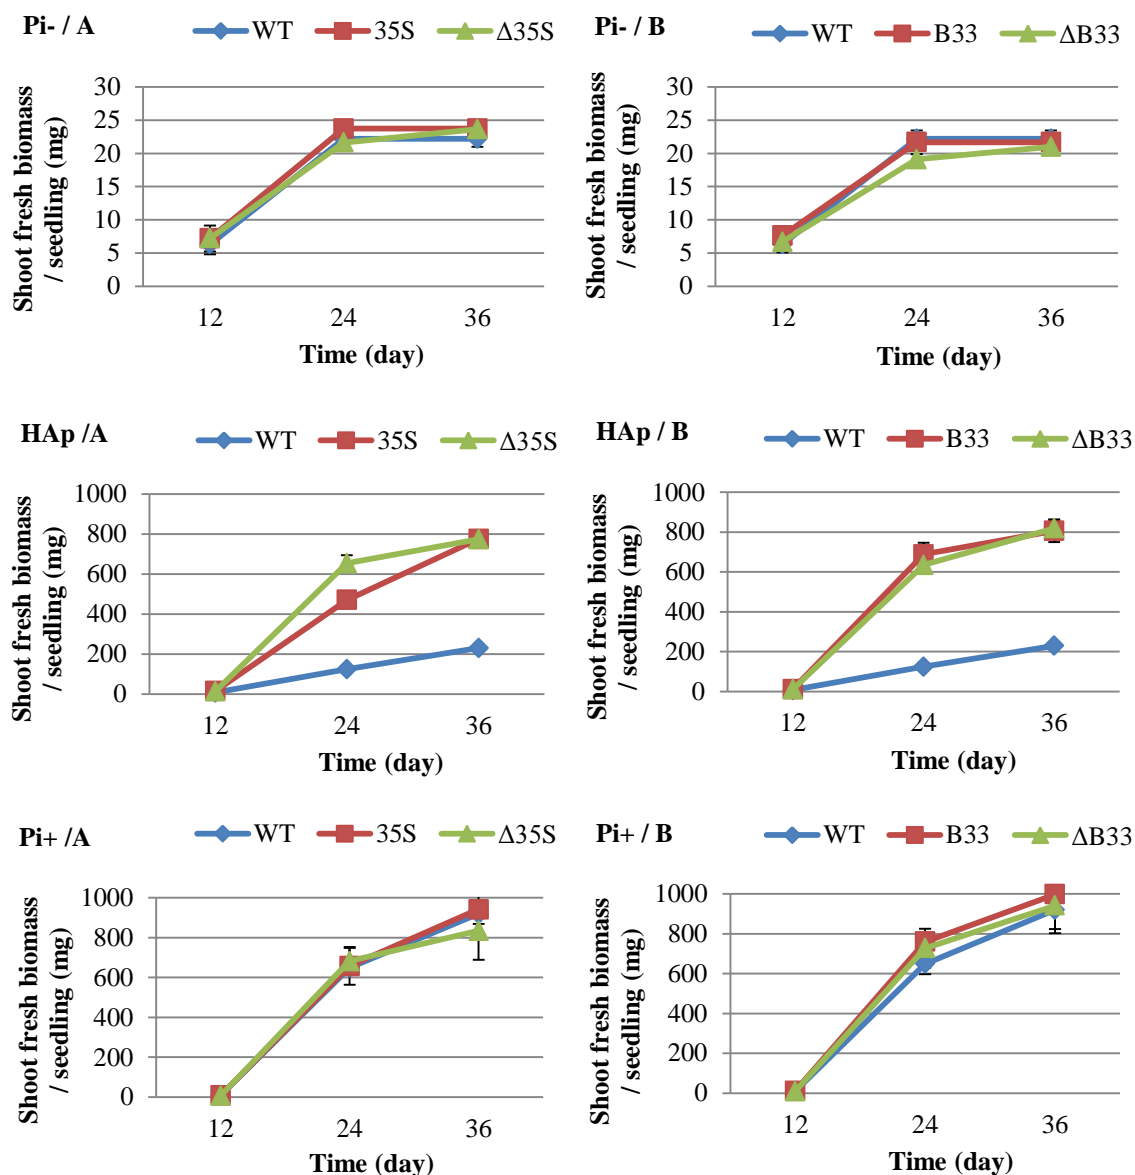 Pi- / A
WT 35S Δ35S
Shoot fresh biomass
/ seedling (mg)
30
25
20
15
10
5
0
12 24 36
Time (day)
Pi- / B
WT B33 ΔB33
Shoot fresh biomass
/ seedling (mg)
30
25
20
15
10
5
0
12 24 36
Time (day)
HAp /A
WT 35S Δ35S
Shoot fresh biomass
/ seedling (mg)
1000
800
600
400
200
0
12 24 36
Time (day)
HAp / B
WT B33 ΔB33
Shoot fresh biomass
/ seedling (mg)
1000
800
600
400
200
0
12 24 36
Time (day)
Pi+ /A
WT 35S Δ35S
Shoot fresh biomass
/ seedling (mg)
1000
800
600
400
200
0
12 24 36
Time (day)
Pi+ / B
WT B33 ΔB33
Shoot fresh biomass
/ seedling (mg)
1000
800
600
400
200
0
12 24 36
Time (day)